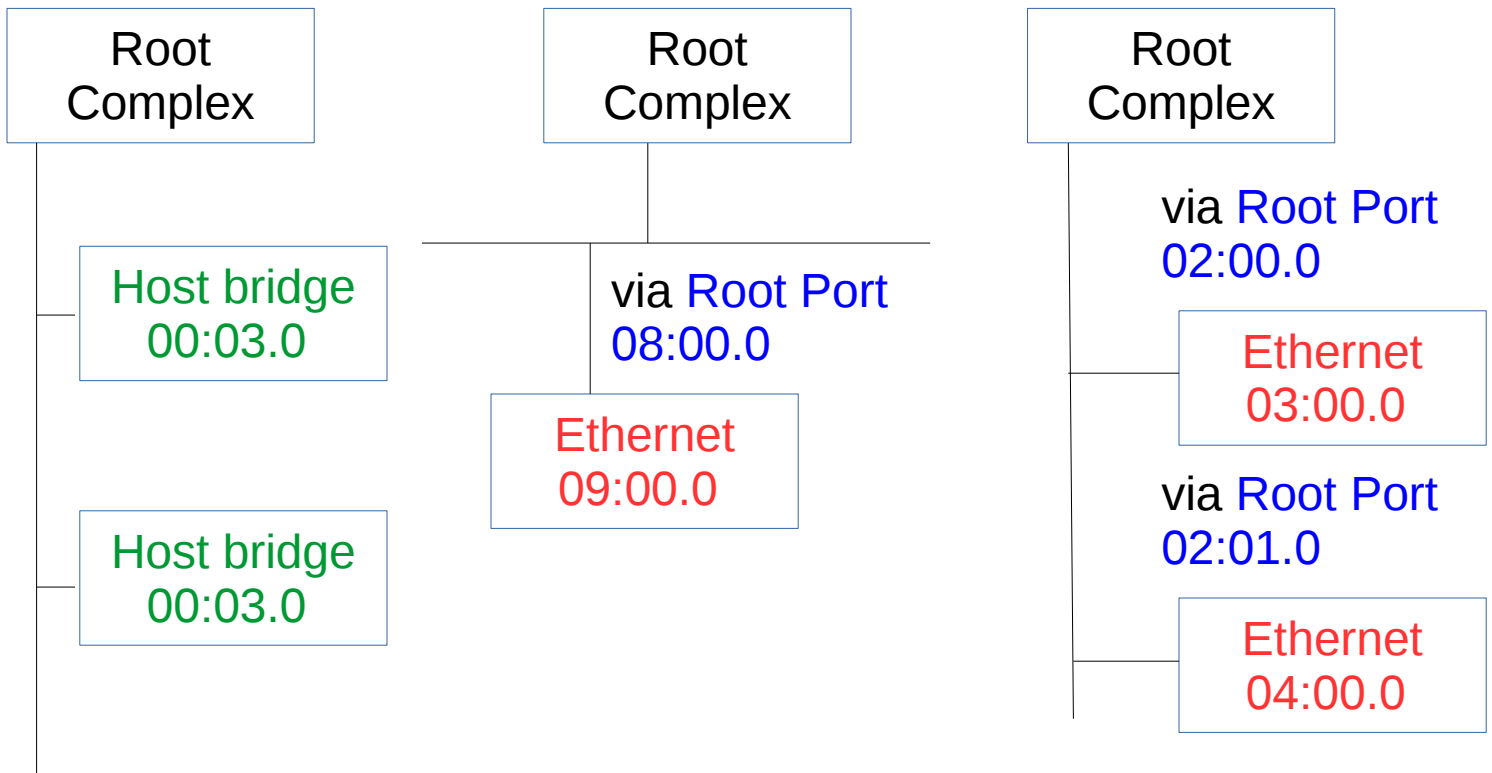 Root
Complex
Host bridge
00:03.0
Host bridge
00:03.0
Root
Complex
via Root Port
08:00.0
Ethernet
09:00.0
Root
Complex
via Root Port
02:00.0
Ethernet
03:00.0
via Root Port
02:01.0
Ethernet
04:00.0